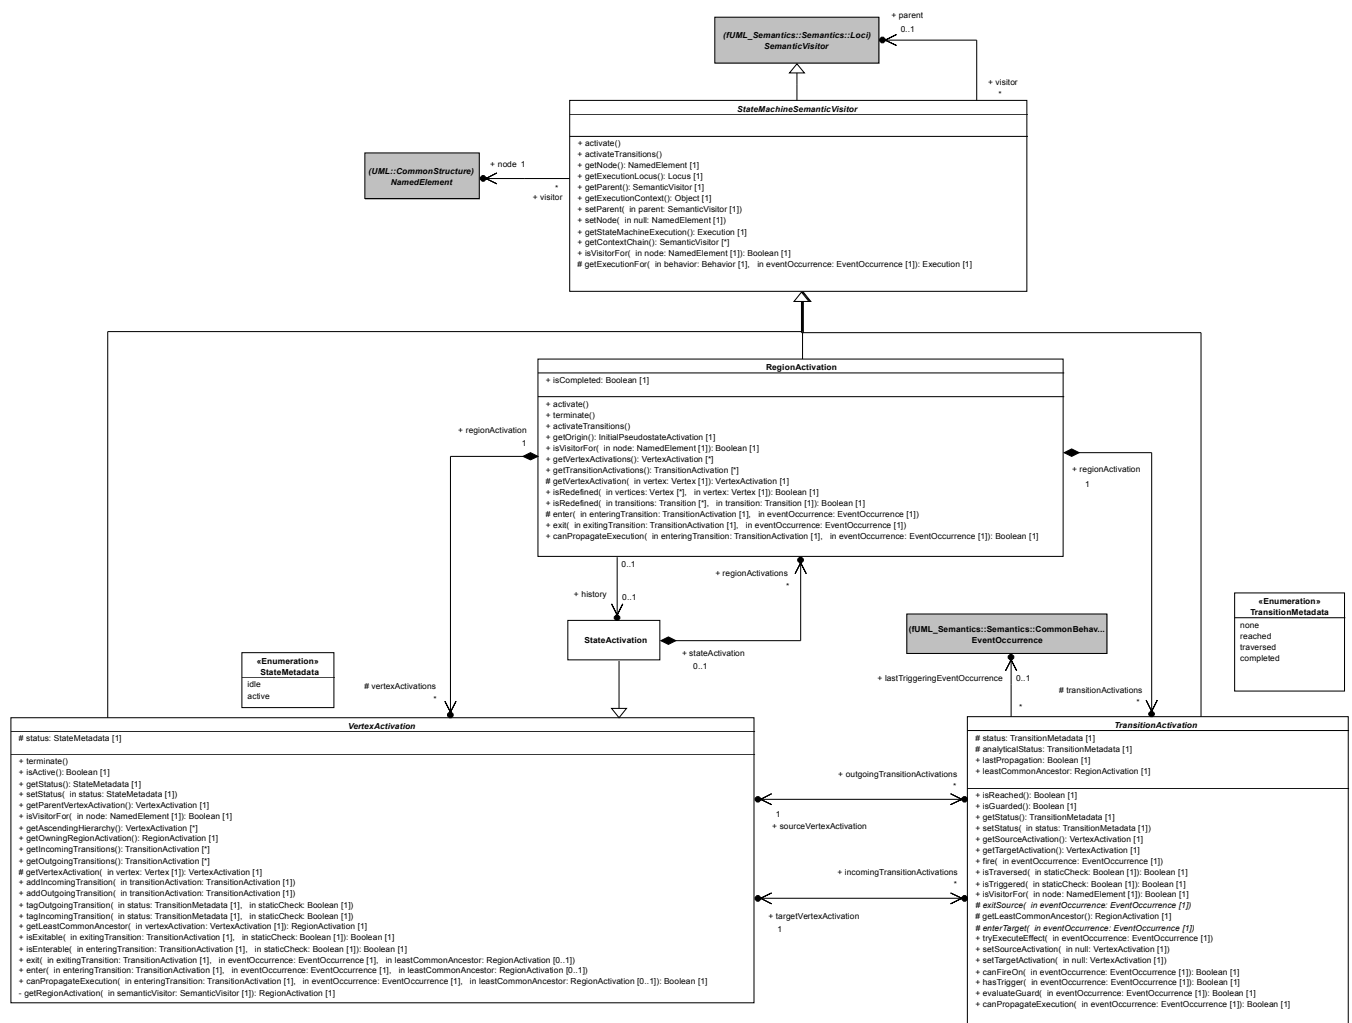 + parent
0..1
(fUML_Semantics::Semantics::Loci)
SemanticVisitor
+ visitor
*
StateMachineSemanticVisitor
+ activate()
+ activateTransitions()
+ getNode(): NamedElement [1]
+ getExecutionLocus(): Locus [1]
+ getParent(): SemanticVisitor [1]
+ getExecutionContext(): Object [1]
+ setParent( in parent: SemanticVisitor [1])
+ setNode( in null: NamedElement [1])
+ getStateMachineExecution(): Execution [1]
+ getContextChain(): SemanticVisitor [*]
+ isVisitorFor( in node: NamedElement [1]): Boolean [1]
# getExecutionFor( in behavior: Behavior [1], in eventOccurrence: EventOccurrence [1]): Execution [1]
(UML::CommonStructure)
NamedElement
+ node 1
*
+ visitor
RegionActivation
+ isCompleted: Boolean [1]
+ activate()
+ terminate()
+ activateTransitions()
+ getOrigin(): InitialPseudostateActivation [1]
+ isVisitorFor( in node: NamedElement [1]): Boolean [1]
+ getVertexActivations(): VertexActivation [*]
+ getTransitionActivations(): TransitionActivation [*]
# getVertexActivation( in vertex: Vertex [1]): VertexActivation [1]
+ isRedefined( in vertices: Vertex [*], in vertex: Vertex [1]): Boolean [1]
+ isRedefined( in transitions: Transition [*], in transition: Transition [1]): Boolean [1]
# enter( in enteringTransition: TransitionActivation [1], in eventOccurrence: EventOccurrence [1])
+ exit( in exitingTransition: TransitionActivation [1], in eventOccurrence: EventOccurrence [1])
+ canPropagateExecution( in enteringTransition: TransitionActivation [1], in eventOccurrence: EventOccurrence [1]): Boolean [1]
+ regionActivation
1
+ regionActivation
1
0..1
+ history
0..1
+ regionActivations
*
StateActivation
+ stateActivation
0..1
(fUML_Semantics::Semantics::CommonBehav...
EventOccurrence
+ lastTriggeringEventOccurrence
0..1
*
«Enumeration»
TransitionMetadata
none
reached
traversed
completed
«Enumeration»
StateMetadata
idle
active
# vertexActivations
*
# transitionActivations
*
VertexActivation
# status: StateMetadata [1]
+ terminate()
+ isActive(): Boolean [1]
+ getStatus(): StateMetadata [1]
+ setStatus( in status: StateMetadata [1])
+ getParentVertexActivation(): VertexActivation [1]
+ isVisitorFor( in node: NamedElement [1]): Boolean [1]
+ getAscendingHierarchy(): VertexActivation [*]
+ getOwningRegionActivation(): RegionActivation [1]
+ getIncomingTransitions(): TransitionActivation [*]
+ getOutgoingTransitions(): TransitionActivation [*]
# getVertexActivation( in vertex: Vertex [1]): VertexActivation [1]
+ addIncomingTransition( in transitionActivation: TransitionActivation [1])
+ addOutgoingTransition( in transitionActivation: TransitionActivation [1])
+ tagOutgoingTransition( in status: TransitionMetadata [1], in staticCheck: Boolean [1])
+ tagIncomingTransition( in status: TransitionMetadata [1], in staticCheck: Boolean [1])
+ getLeastCommonAncestor( in vertexActivation: VertexActivation [1]): RegionActivation [1]
+ isExitable( in exitingTransition: TransitionActivation [1], in staticCheck: Boolean [1]): Boolean [1]
+ isEnterable( in enteringTransition: TransitionActivation [1], in staticCheck: Boolean [1]): Boolean [1]
+ exit( in exitingTransition: TransitionActivation [1], in eventOccurrence: EventOccurrence [1], in leastCommonAncestor: RegionActivation [0..1])
+ enter( in enteringTransition: TransitionActivation [1], in eventOccurrence: EventOccurrence [1], in leastCommonAncestor: RegionActivation [0..1])
+ canPropagateExecution( in enteringTransition: TransitionActivation [1], in eventOccurrence: EventOccurrence [1], in leastCommonAncestor: RegionActivation [0..1]): Boolean [1]
- getRegionActivation( in semanticVisitor: SemanticVisitor [1]): RegionActivation [1]
+ outgoingTransitionActivations
*
1
+ sourceVertexActivation
+ incomingTransitionActivations
*
+ targetVertexActivation
1
TransitionActivation
# status: TransitionMetadata [1]
# analyticalStatus: TransitionMetadata [1]
+ lastPropagation: Boolean [1]
+ leastCommonAncestor: RegionActivation [1]
+ isReached(): Boolean [1]
+ isGuarded(): Boolean [1]
+ getStatus(): TransitionMetadata [1]
+ setStatus( in status: TransitionMetadata [1])
+ getSourceActivation(): VertexActivation [1]
+ getTargetActivation(): VertexActivation [1]
+ fire( in eventOccurrence: EventOccurrence [1])
+ isTraversed( in staticCheck: Boolean [1]): Boolean [1]
+ isTriggered( in staticCheck: Boolean [1]): Boolean [1]
+ isVisitorFor( in node: NamedElement [1]): Boolean [1]
# exitSource( in eventOccurrence: EventOccurrence [1])
# getLeastCommonAncestor(): RegionActivation [1]
# enterTarget( in eventOccurrence: EventOccurrence [1])
+ tryExecuteEffect( in eventOccurrence: EventOccurrence [1])
+ setSourceActivation( in null: VertexActivation [1])
+ setTargetActivation( in null: VertexActivation [1])
+ canFireOn( in eventOccurrence: EventOccurrence [1]): Boolean [1]
+ hasTrigger( in eventOccurrence: EventOccurrence [1]): Boolean [1]
+ evaluateGuard( in eventOccurrence: EventOccurrence [1]): Boolean [1]
+ canPropagateExecution( in eventOccurrence: EventOccurrence [1]): Boolean [1]